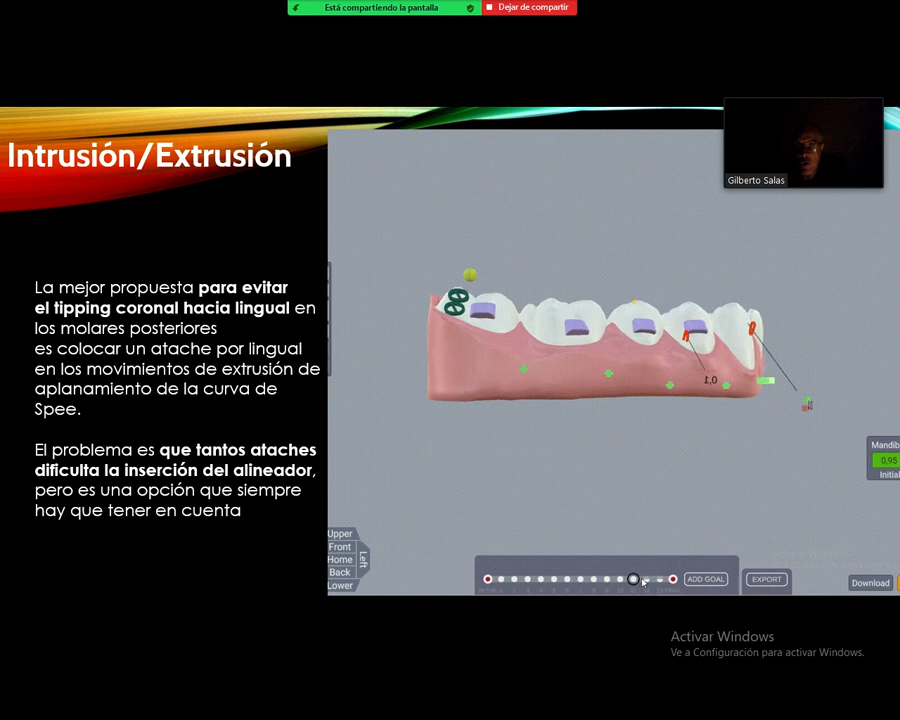 Está compartiendo la pantalla
Dejar de compartir
Intrusión/Extrusión
Gilberto Salas
La mejor propuesta para evitar
el tipping coronal hacia lingual en
los molares posteriores
es colocar un atache por lingual
en los movimientos de extrusión de
aplanamiento de la curva de
Spee.
El problema es que tantos ataches
dificulta la inserción del alineador,
pero es una opción que siempre
hay que tener en cuenta
1,0
Mandib
0,95
Initial
Upper
Front
Home
Back
Lower
Left
ADD GOAL
EXPORT
Download
Activar Windows
Ve a Configuración para activar Windows.